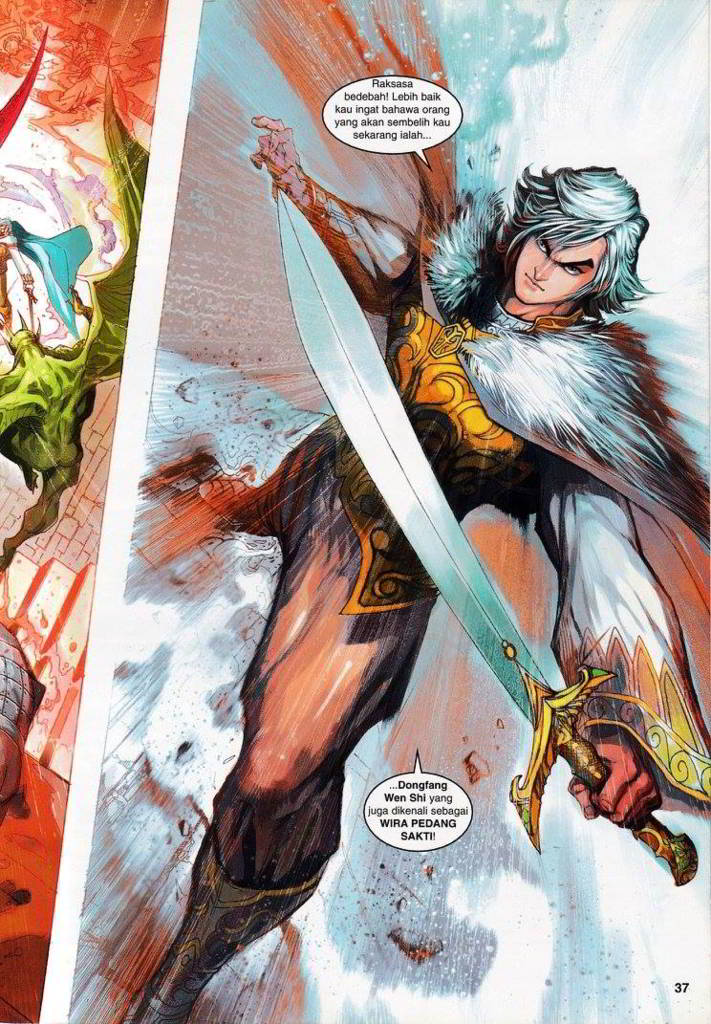 Raksasa
bedebah! Lebih baik
kau ingat bahawa orang
yang akan sembelih kau
sekarang ialah...
...Dongfang
Wen Shi yang
juga dikenali sebagai
WIRA PEDANG
SAKTI!
37